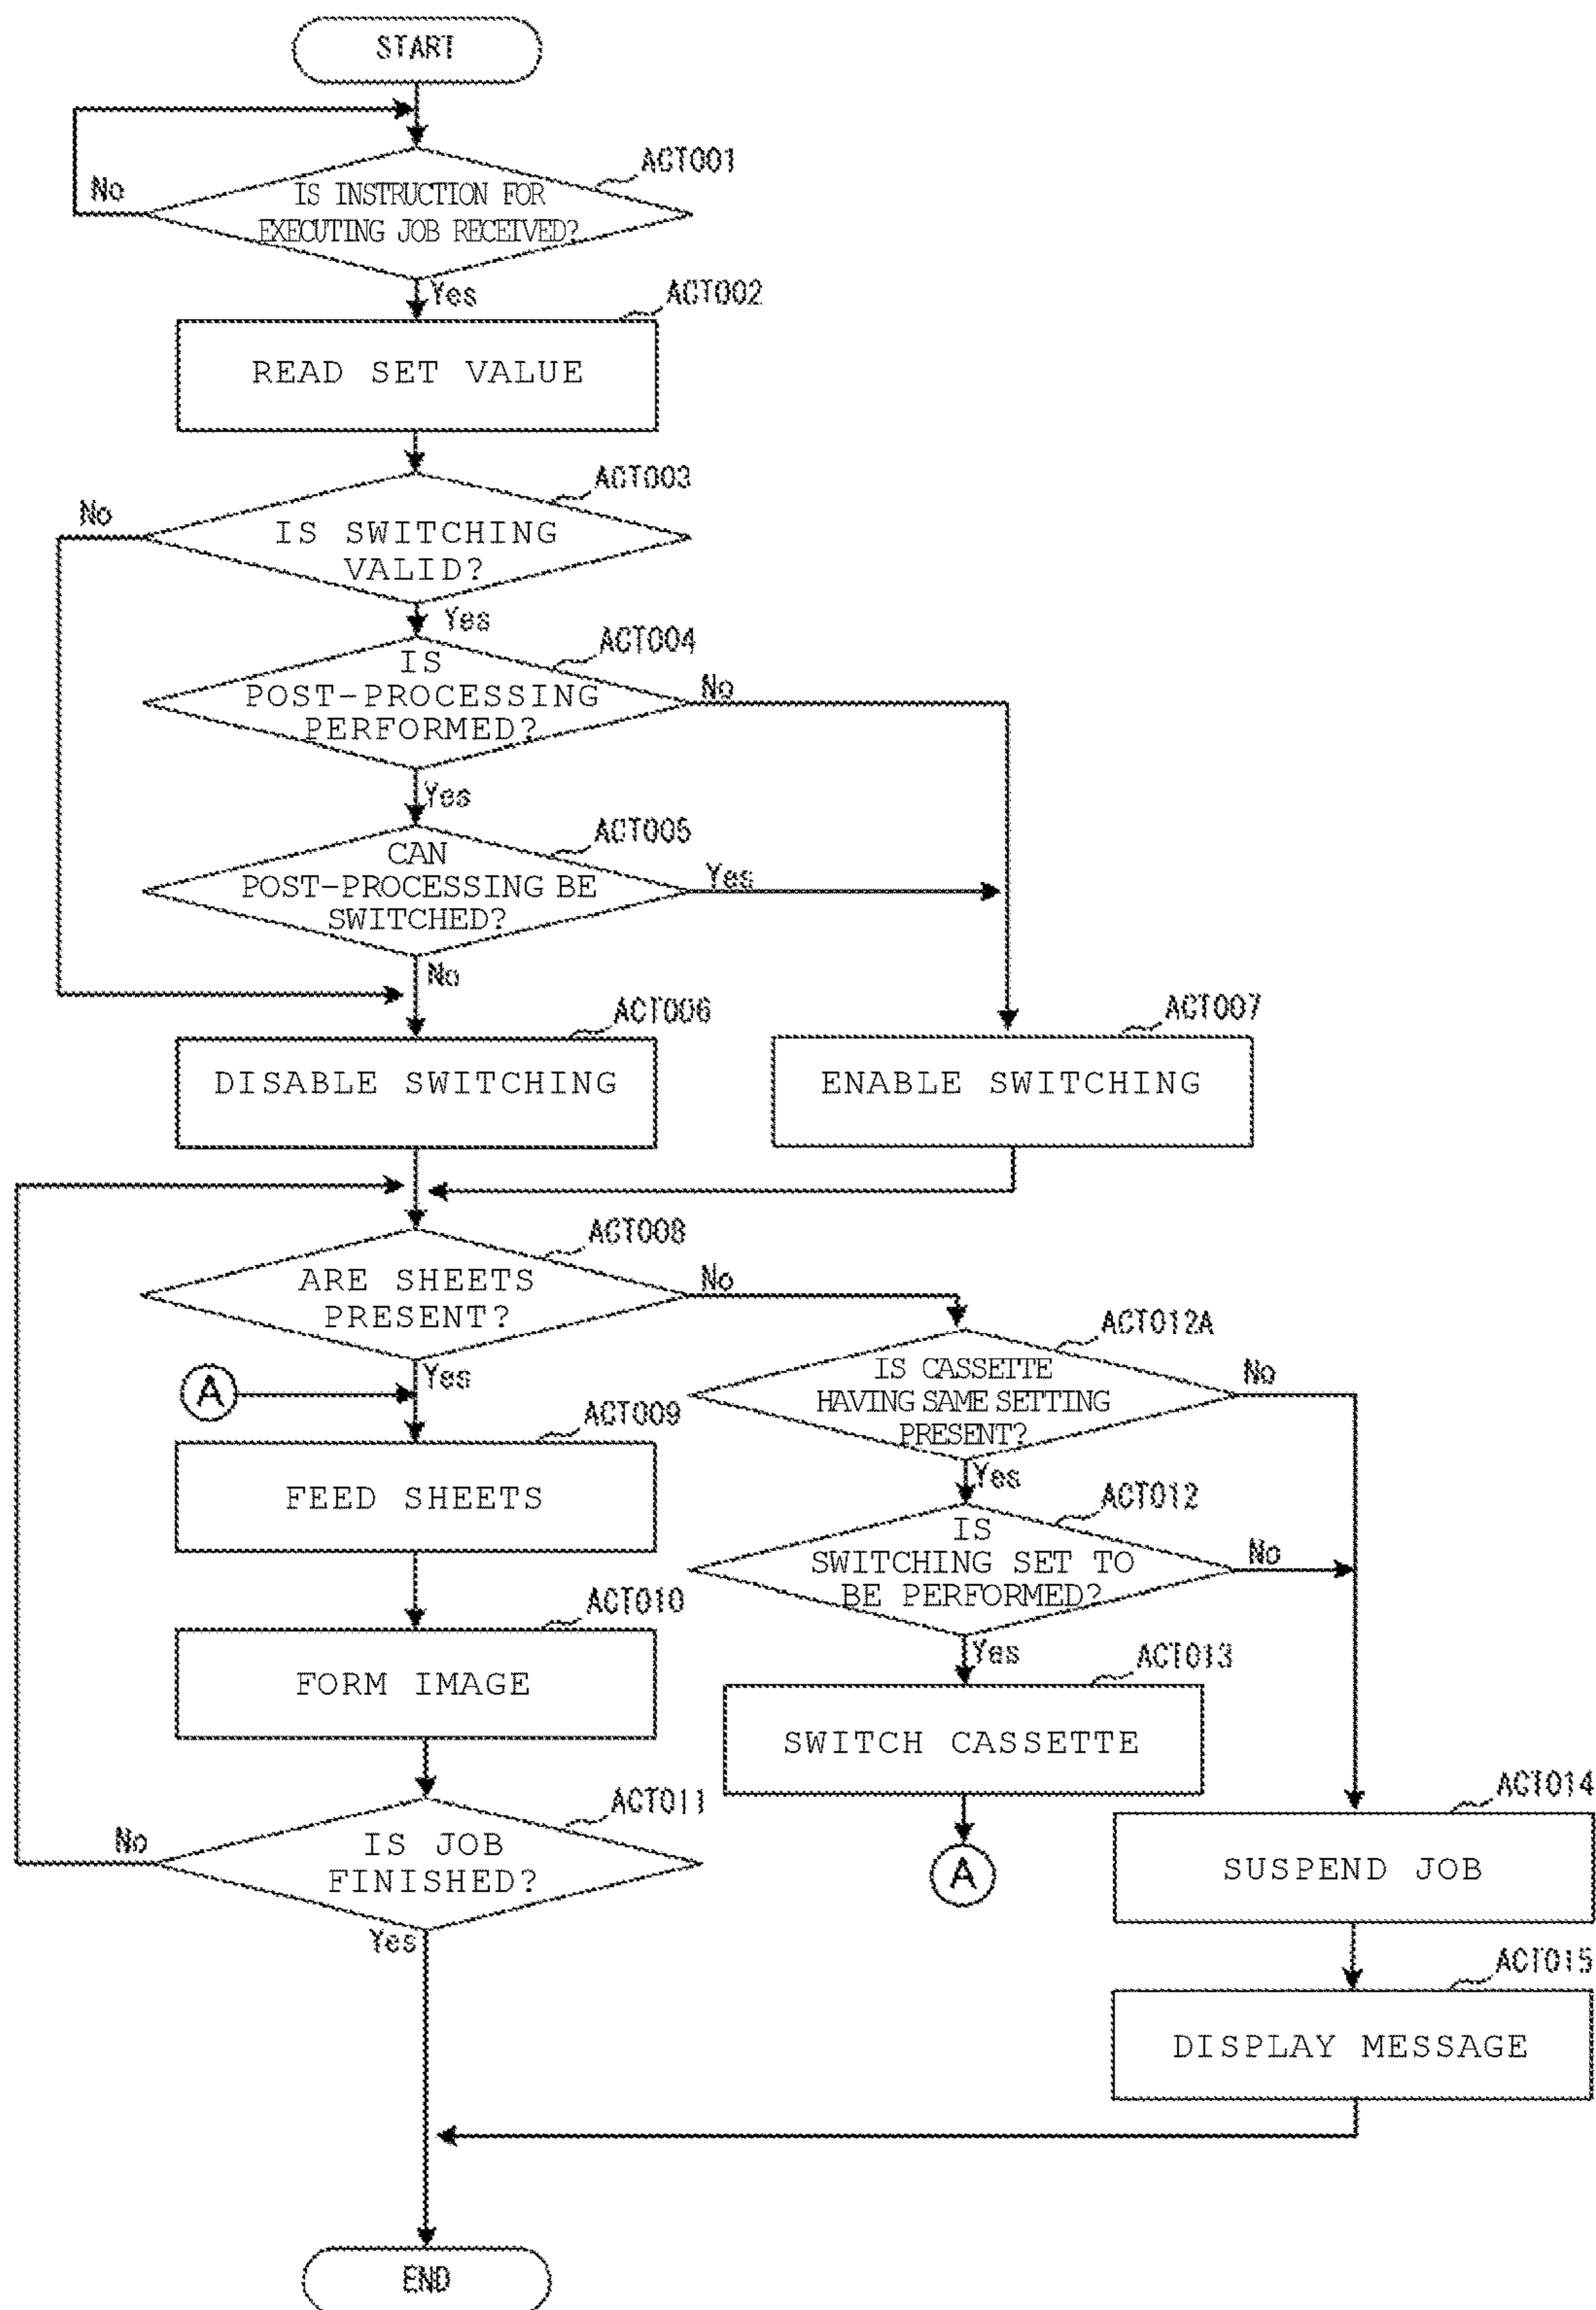 START
ACT001
No
IS INSTRUCTION FOR
EXECUTING JOB RECEIVED?
Yes
ACT002
READ SET VALUE
ACT003
No
IS SWITCHING
VALID?
Yes
ACT004
IS
POST-PROCESSING
PERFORMED?
No
Yes
ACT005
CAN
POST-PROCESSING BE
SWITCHED?
Yes
No
ACT006
DISABLE SWITCHING
ACT007
ENABLE SWITCHING
ACT008
ARE SHEETS
PRESENT?
No
Yes
A
ACT012A
IS CASSETTE
HAVING SAME SETTING
PRESENT?
No
Yes
ACT009
FEED SHEETS
ACT012
IS
SWITCHING SET TO
BE PERFORMED?
No
Yes
ACT010
FORM IMAGE
ACT013
SWITCH CASSETTE
A
ACT011
No
IS JOB
FINISHED?
Yes
ACT014
SUSPEND JOB
ACT015
DISPLAY MESSAGE
END